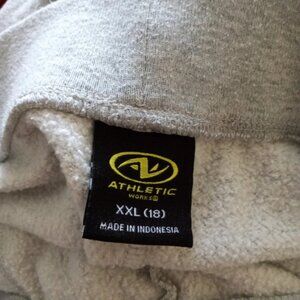 ATHLETIC
WORKS
XXL (18)
MADE IN INDONESIA